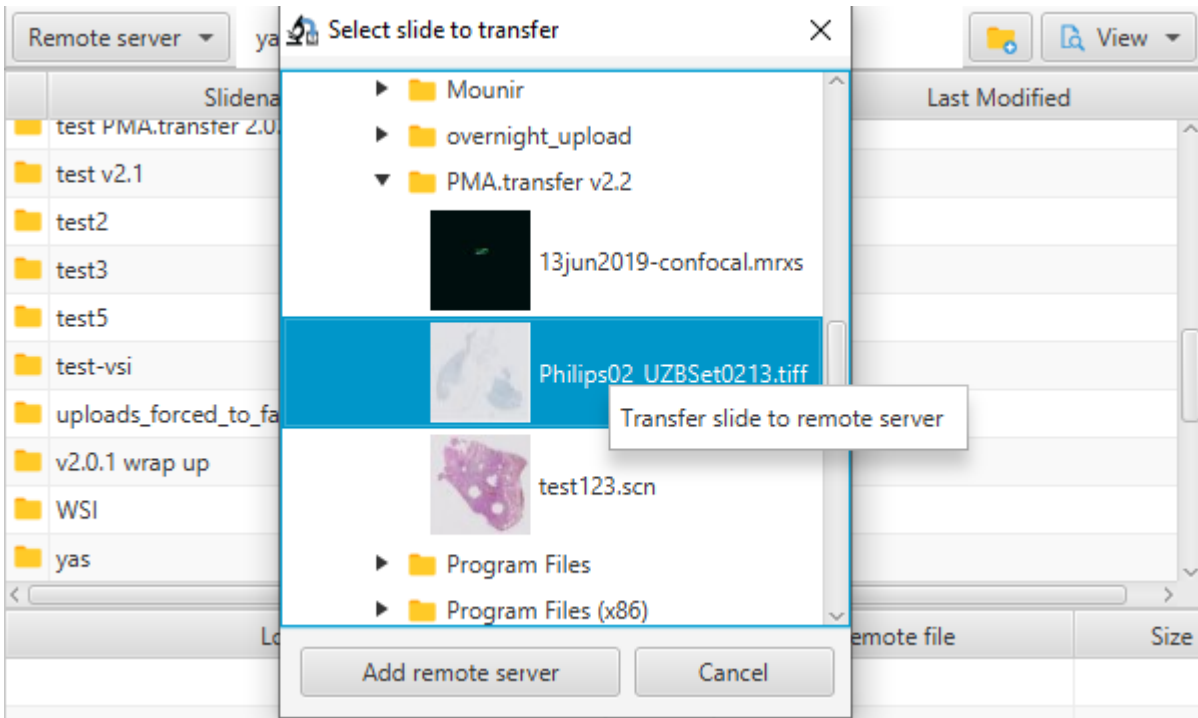 Remote server
ya
Select slide to transfer
View
Slidena
Last Modified
test PMA.transfer 2.0.
test v2.1
test2
test3
test5
test-vsi
uploads_forced_to_fa
v2.0.1 wrap up
WSI
yas
Mounir
overnight_upload
PMA.transfer v2.2
13jun2019-confocal.mrxs
Philips02_UZBSet0213.tiff
Transfer slide to remote server
test123.scn
Program Files
Program Files (x86)
Add remote server
Cancel
Lo
emote file
Size